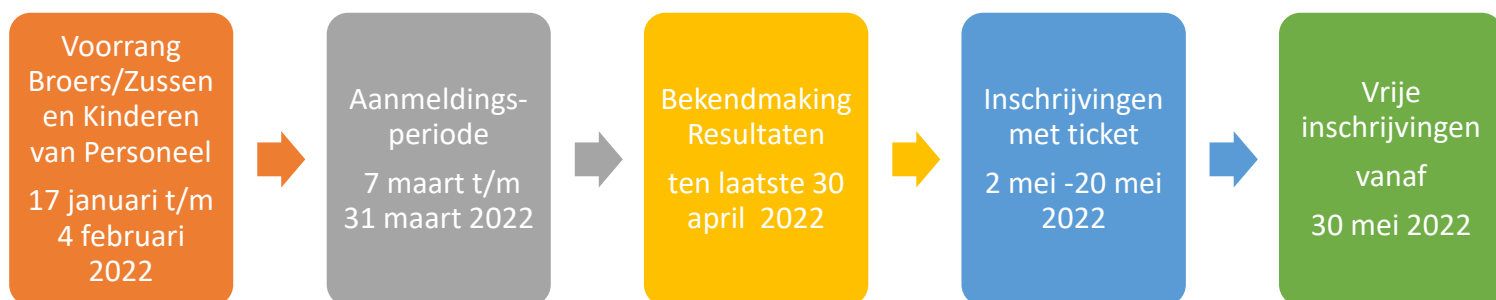 Voorrang
Broers/Zussen
en Kinderen
van Personeel
17 januari t/m
4 februari
2022
Aanmeldings-
periode
7 maart t/m
31 maart 2022
Bekendmaking
Resultaten
ten laatste 30
april 2022
Inschrijvingen
met ticket
2 mei -20 mei
2022
Vrije
inschrijvingen
vanaf
30 mei 2022